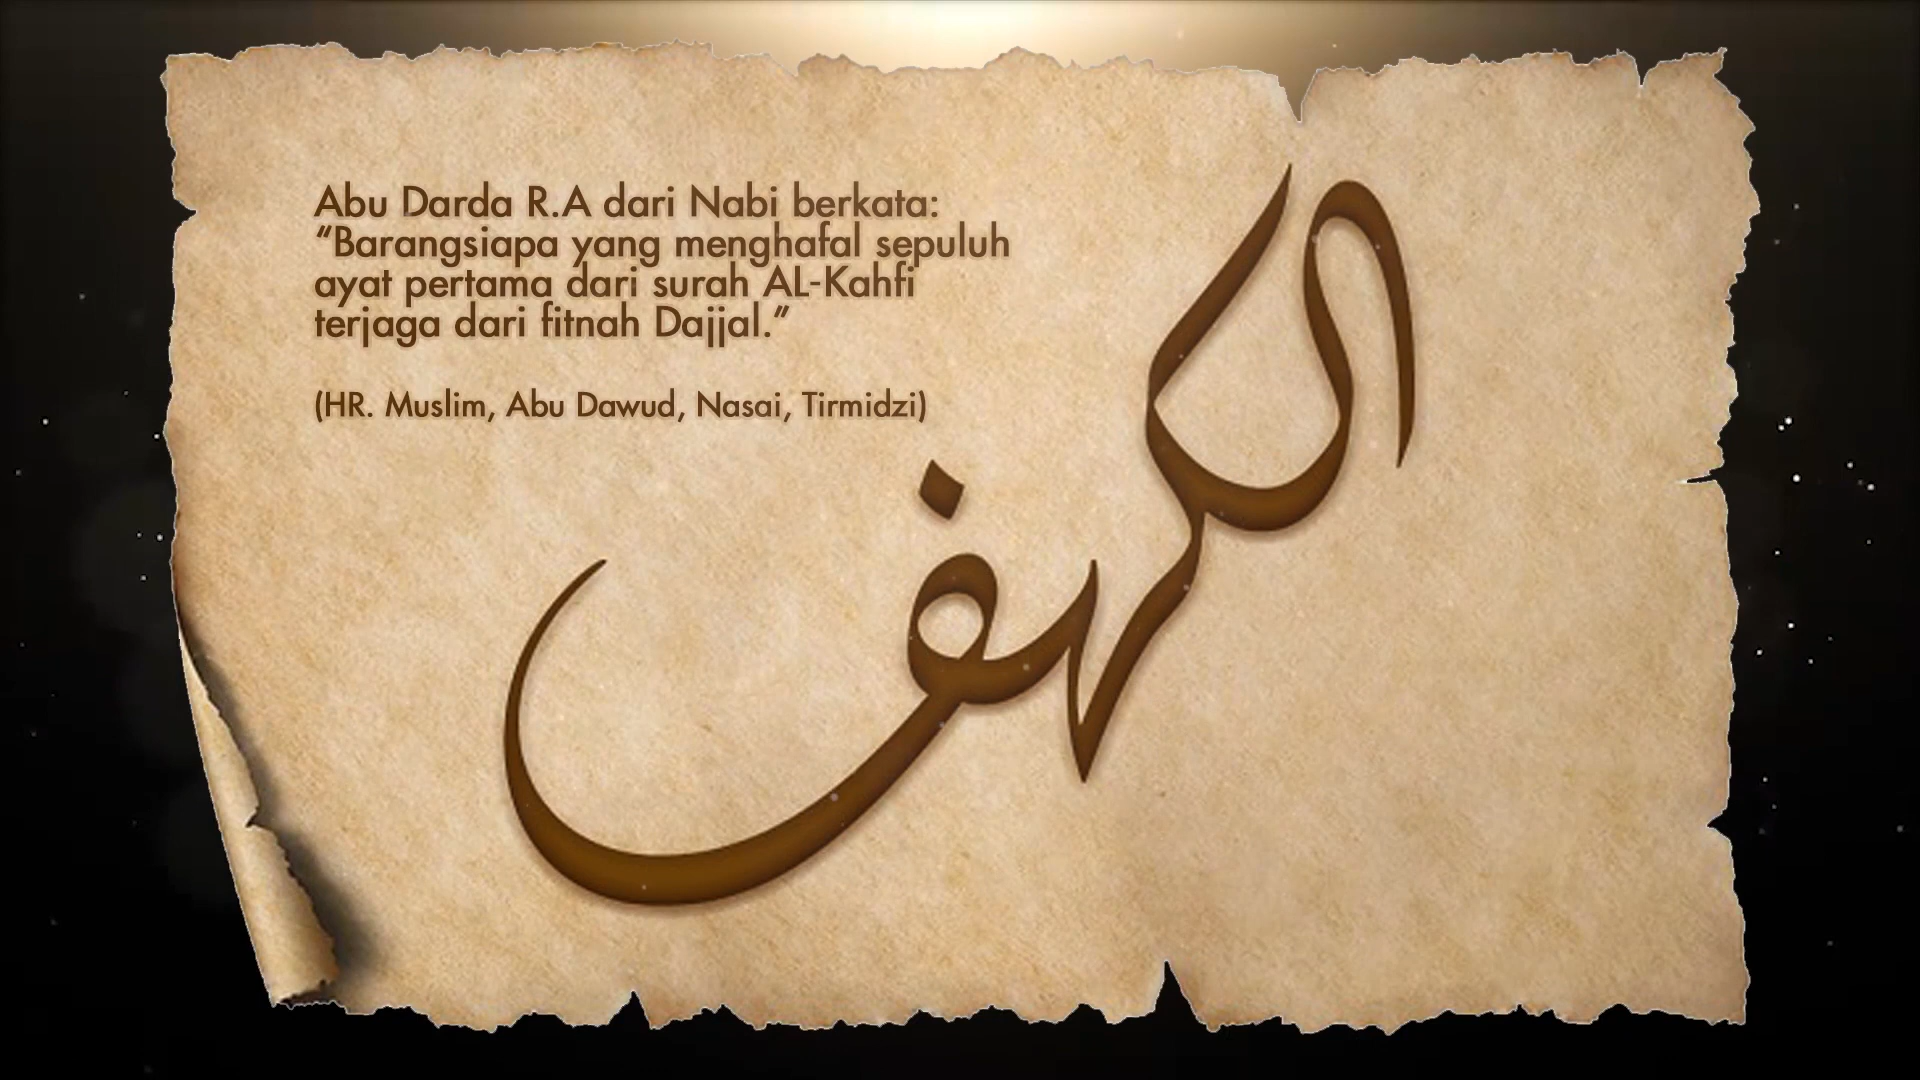 Abu Darda R.A dari Nabi berkata:
“Barangsiapa yang menghafal sepuluh
ayat pertama dari surah AL-Kahfi
terjaga dari fitnah Dajjal.”
(HR. Muslim, Abu Dawud, Nasai, Tirmidzi)
الكهف